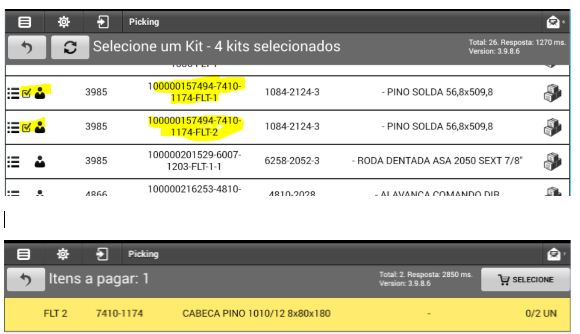 Picking
Selecione um Kit - 4 kits selecionados
Total: 26. Resposta: 1270 ms.
Version: 3.9.8.6
3985
100000157494-7410-
1174-FLT-1
1084-2124-3
- PINO SOLDA 56,8x509,8
3985
100000157494-7410-
1174-FLT-2
1084-2124-3
- PINO SOLDA 56,8x509,8
3985
100000201529-6007-
1203-FLT-1-1
6258-2052-3
- RODA DENTADA ASA 2050 SEXT 7/8"
4866
100000216253-4810-
4810-2028
- ALAVANCA COMANDO DIR
Picking
Itens a pagar: 1
Total: 2. Resposta: 2850 ms.
Version: 3.9.8.6
SELECIONE
FLT 2
7410-1174
CABECA PINO 1010/12 8x80x180
-
0/2 UN